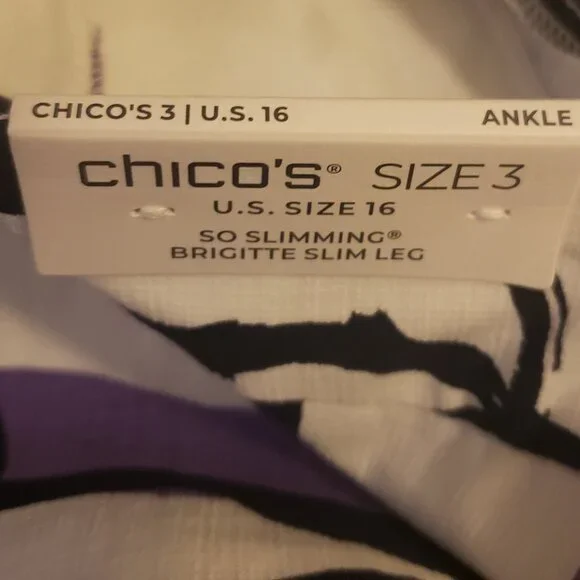 CHICO'S 3 | U.S. 16 ANKLE
chico's® SIZE 3
U.S. SIZE 16
SO SLIMMING®
BRIGITTE SLIM LEG